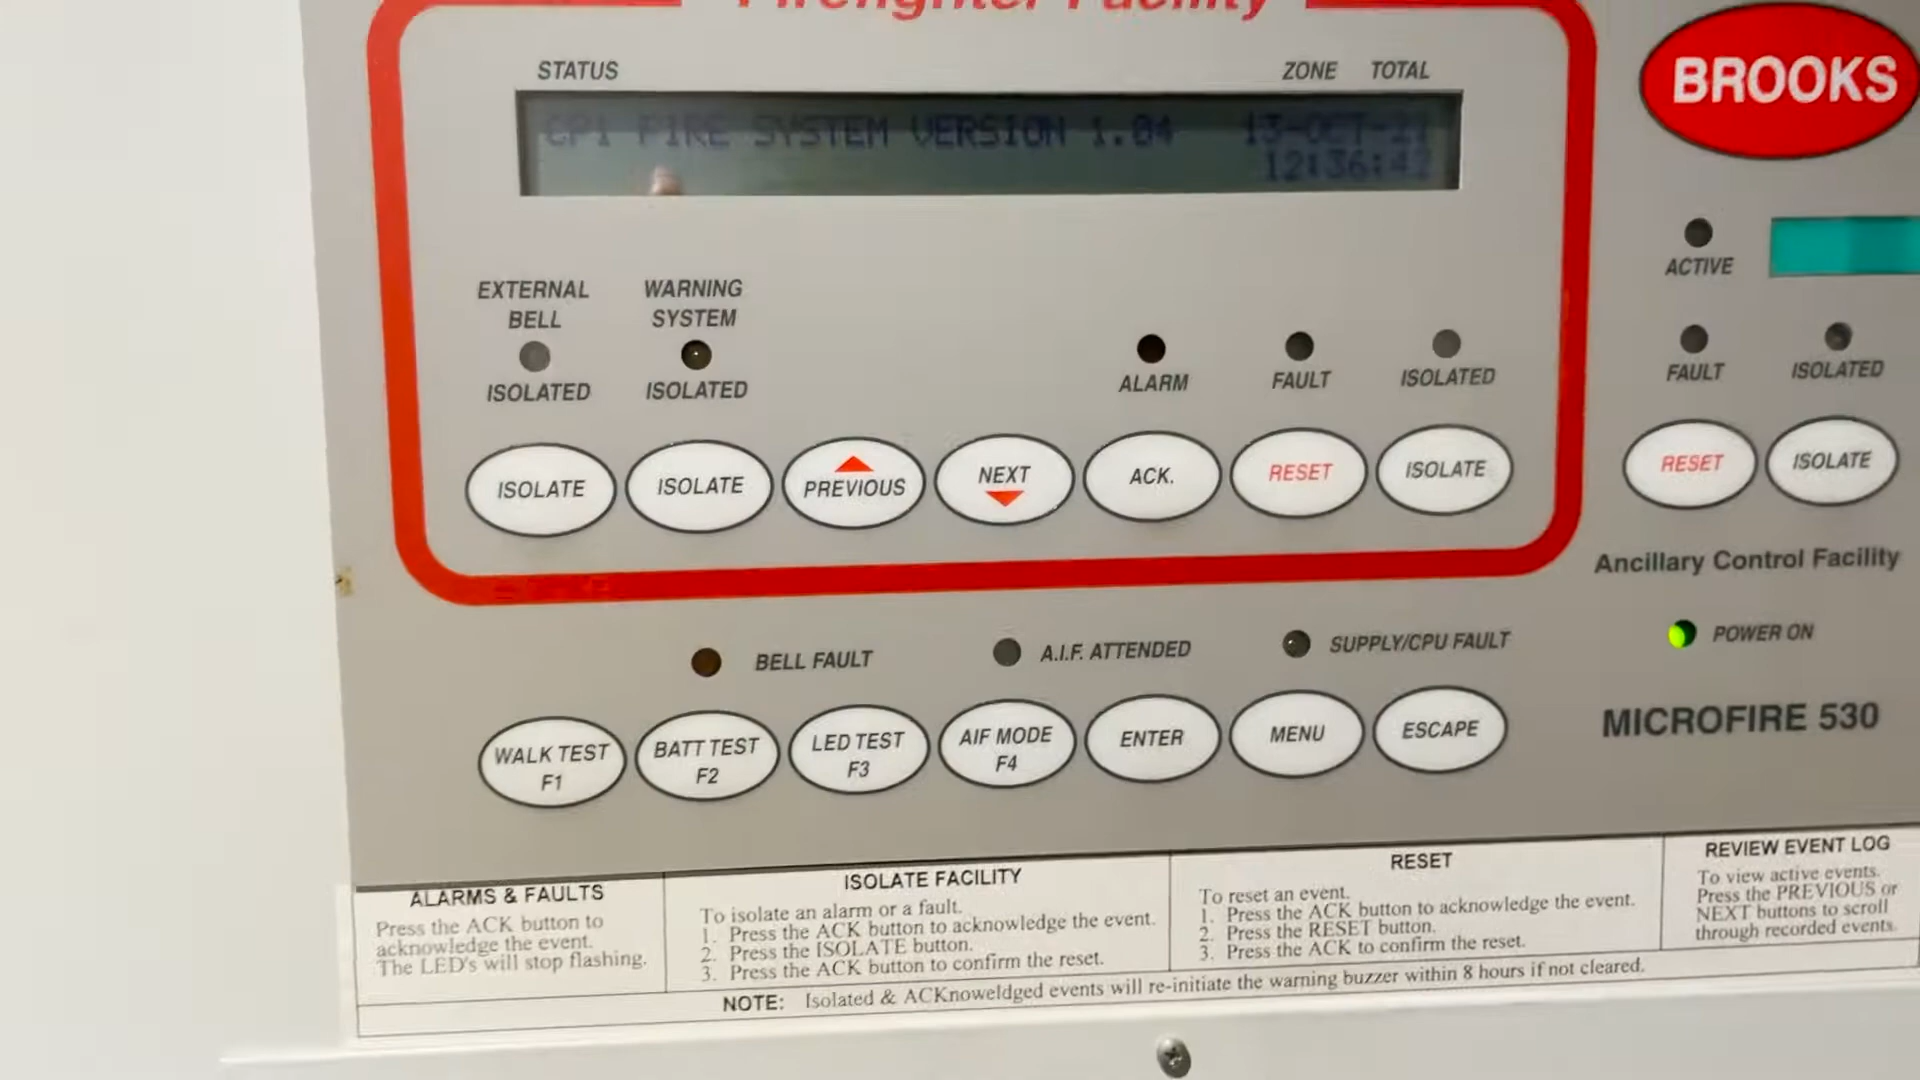 Firefighter Facility
STATUS ZONE TOTAL
CP1 FIRE SYSTEM VERSION 1.04 13-OCT-21
12:36:42
BROOKS
ACTIVE
EXTERNAL
BELL
ISOLATED
WARNING
SYSTEM
ISOLATED
ALARM
FAULT
ISOLATED
FAULT
ISOLATED
ISOLATE
ISOLATE
PREVIOUS
NEXT
ACK.
RESET
ISOLATE
RESET
ISOLATE
Ancillary Control Facility
BELL FAULT
A.I.F. ATTENDED
SUPPLY/CPU FAULT
POWER ON
WALK TEST
F1
BATT TEST
F2
LED TEST
F3
AIF MODE
F4
ENTER
MENU
ESCAPE
MICROFIRE 530
ALARMS & FAULTS
Press the ACK button to
acknowledge the event.
The LED's will stop flashing.
ISOLATE FACILITY
To isolate an alarm or a fault.
1. Press the ACK button to acknowledge the event.
2. Press the ISOLATE button.
3. Press the ACK button to confirm the reset.
RESET
To reset an event.
1. Press the ACK button to acknowledge the event.
2. Press the RESET button.
3. Press the ACK to confirm the reset.
REVIEW EVENT LOG
To view active events.
Press the PREVIOUS or
NEXT buttons to scroll
through recorded events.
NOTE: Isolated & ACKnoweldged events will re-initiate the warning buzzer within 8 hours if not cleared.